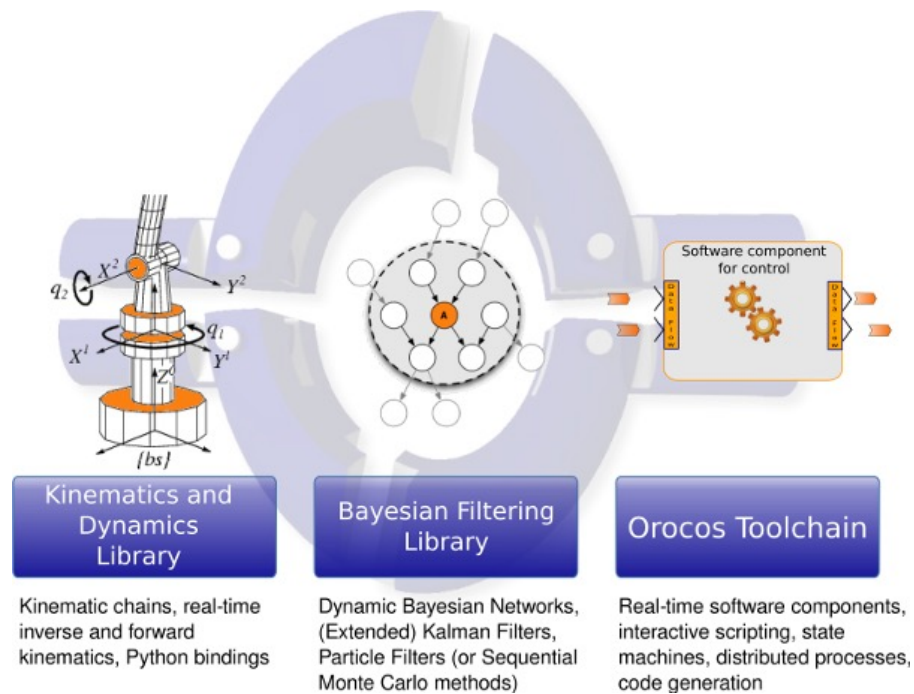 X²
Y²
q₂
q₁
X¹
Y¹
Z⁰
{bs}
A
Software component
for control
Data Flow
Data Flow
Kinematics and
Dynamics
Library
Kinematic chains, real-time
inverse and forward
kinematics, Python bindings
Bayesian Filtering
Library
Dynamic Bayesian Networks,
(Extended) Kalman Filters,
Particle Filters (or Sequential
Monte Carlo methods)
Orocos Toolchain
Real-time software components,
interactive scripting, state
machines, distributed processes,
code generation